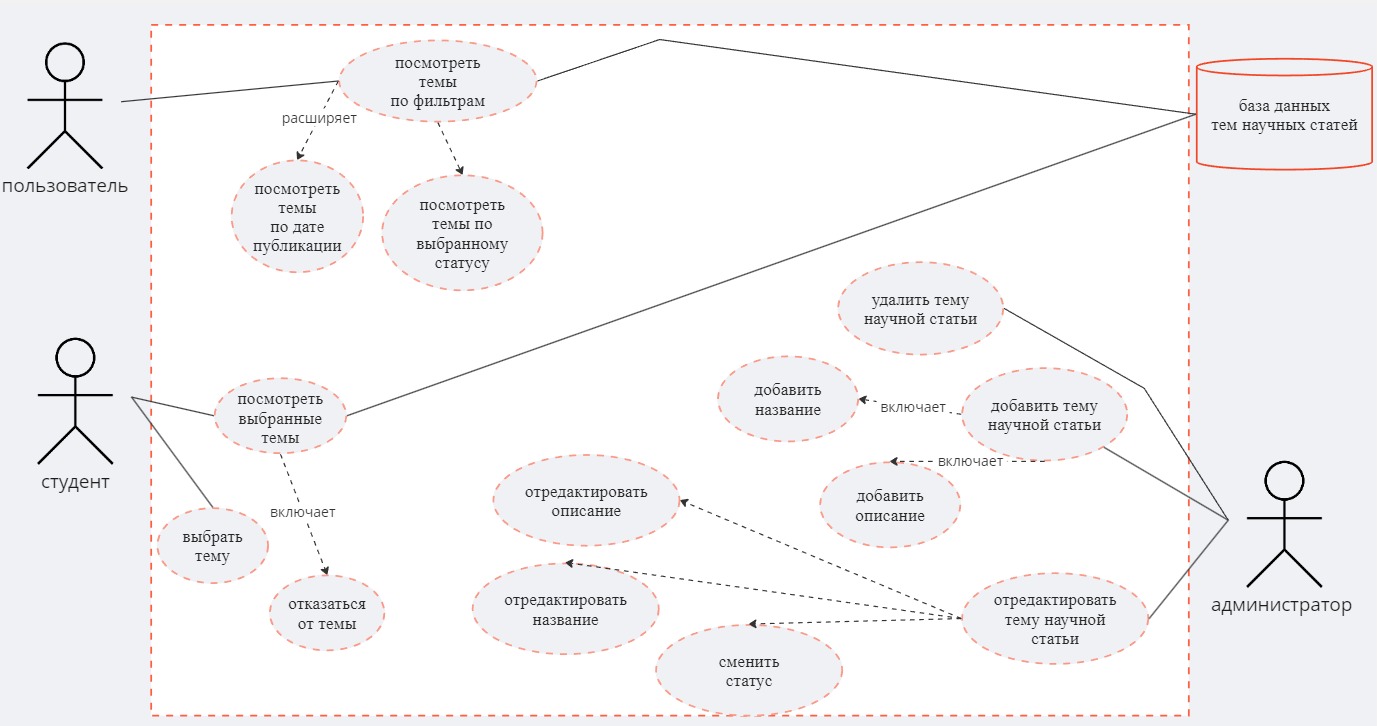 посмотреть
темы
по фильтрам
база данных
тем научных статей
расширяет
пользователь
посмотреть
темы
по дате
публикации
посмотреть
темы по
выбранному
статусу
удалить тему
научной статьи
посмотреть
выбранные
темы
добавить
название
включает
добавить тему
научной статьи
включает
студент
отредактировать
описание
добавить
описание
включает
выбрать
тему
отказаться
от темы
отредактировать
название
отредактировать
тему научной
статьи
администратор
сменить
статус